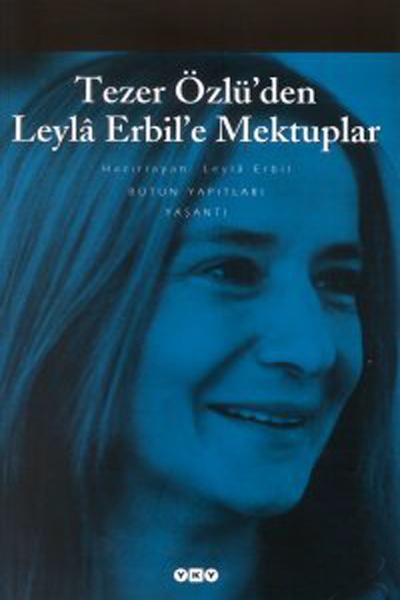 Tezer Özlü'den
Leylâ Erbil'e Mektuplar
Hazırlayan: Leylâ Erbil
BÜTÜN YAPITLARI
YAŞANTI
YKY